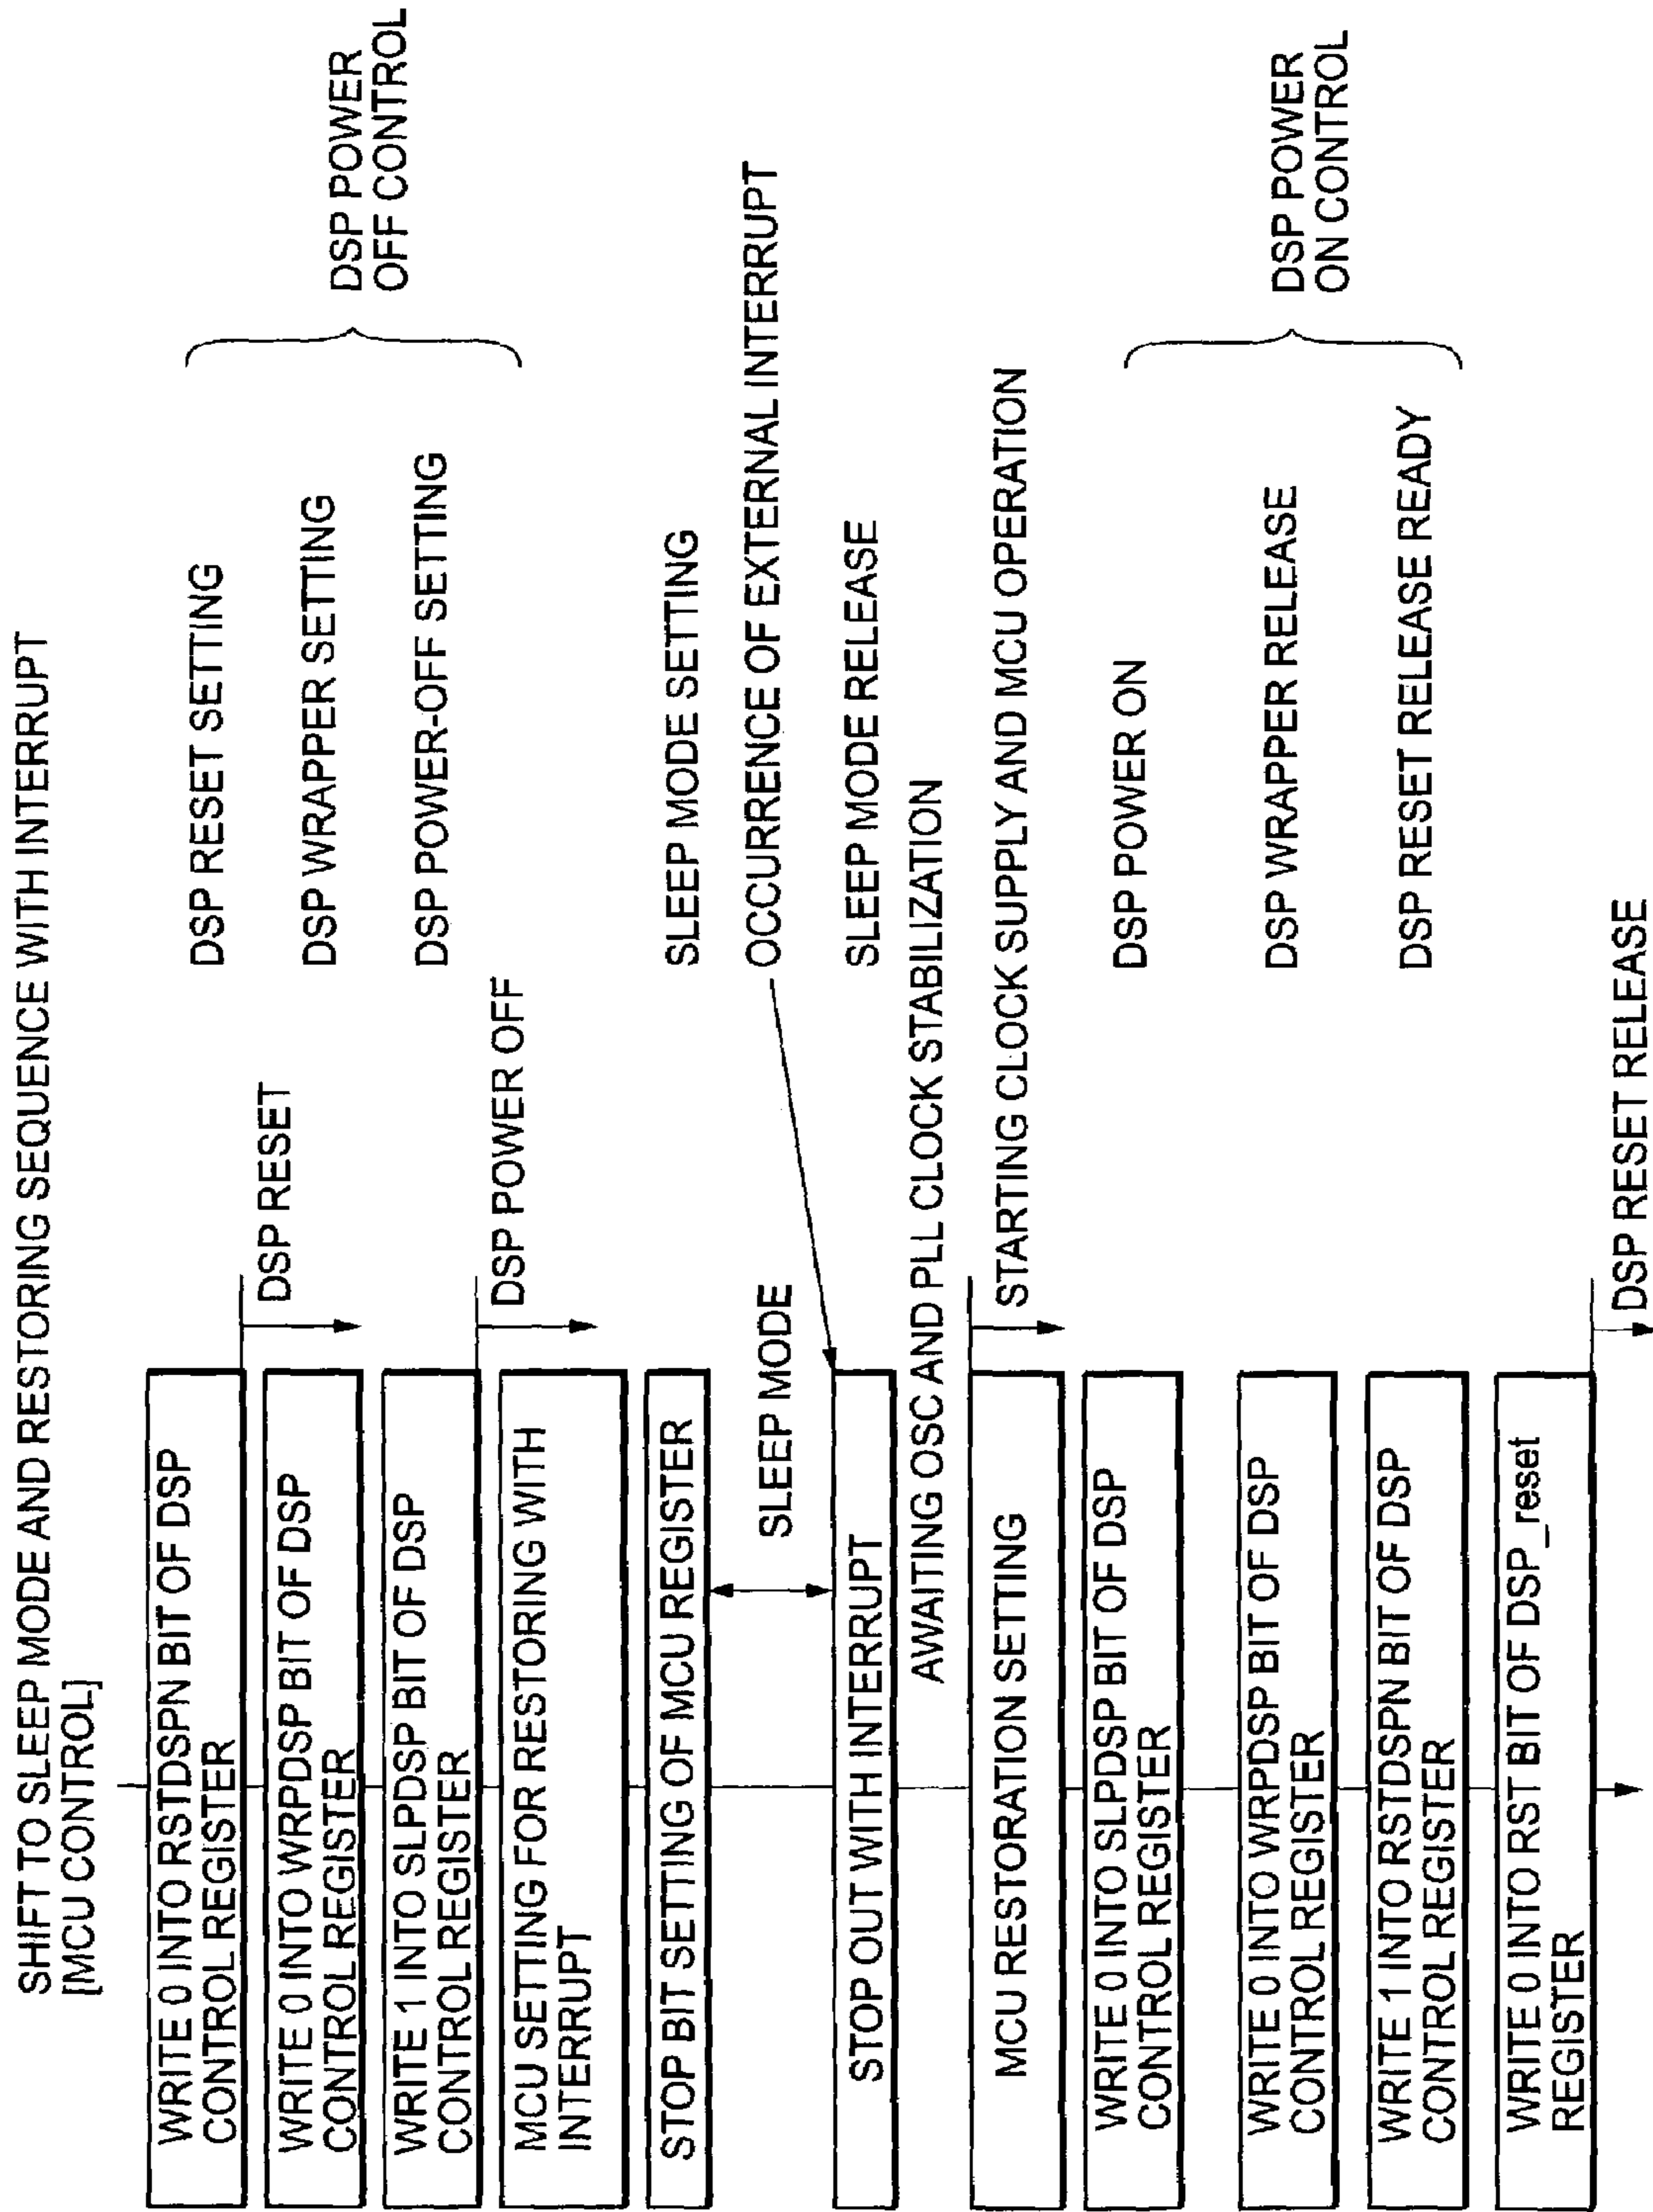 SHIFT TO SLEEP MODE AND RESTORING SEQUENCE WITH INTERRUPT
[MCU CONTROL]
WRITE 0 INTO RSTDSPN BIT OF DSP
CONTROL REGISTER
DSP RESET SETTING
DSP RESET
WRITE 0 INTO WRPDSP BIT OF DSP
CONTROL REGISTER
DSP WRAPPER SETTING
DSP POWER
OFF CONTROL
WRITE 1 INTO SLPDSP BIT OF DSP
CONTROL REGISTER
DSP POWER-OFF SETTING
DSP POWER OFF
MCU SETTING FOR RESTORING WITH
INTERRUPT
STOP BIT SETTING OF MCU REGISTER
SLEEP MODE SETTING
SLEEP MODE
OCCURRENCE OF EXTERNAL INTERRUPT
STOP OUT WITH INTERRUPT
SLEEP MODE RELEASE
AWAITING OSC AND PLL CLOCK STABILIZATION
MCU RESTORATION SETTING
STARTING CLOCK SUPPLY AND MCU OPERATION
WRITE 0 INTO SLPDSP BIT OF DSP
CONTROL REGISTER
DSP POWER ON
WRITE 0 INTO WRPDSP BIT OF DSP
CONTROL REGISTER
DSP WRAPPER RELEASE
DSP POWER
ON CONTROL
WRITE 1 INTO RSTDSPN BIT OF DSP
CONTROL REGISTER
DSP RESET RELEASE READY
WRITE 0 INTO RST BIT OF DSP_reset
REGISTER
DSP RESET RELEASE